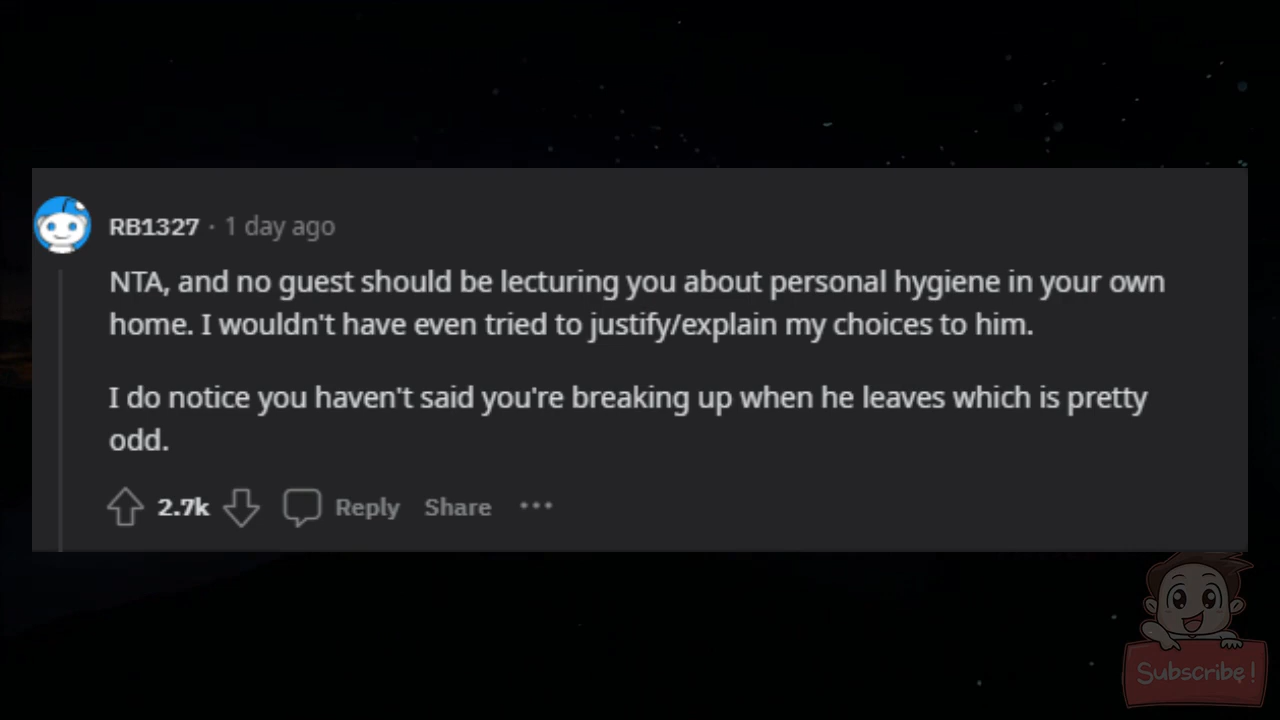 RB1327 · 1 day ago
NTA, and no guest should be lecturing you about personal hygiene in your own
home. I wouldn't have even tried to justify/explain my choices to him.
I do notice you haven't said you're breaking up when he leaves which is pretty
odd.
2.7k Reply Share ···
Subscribe!